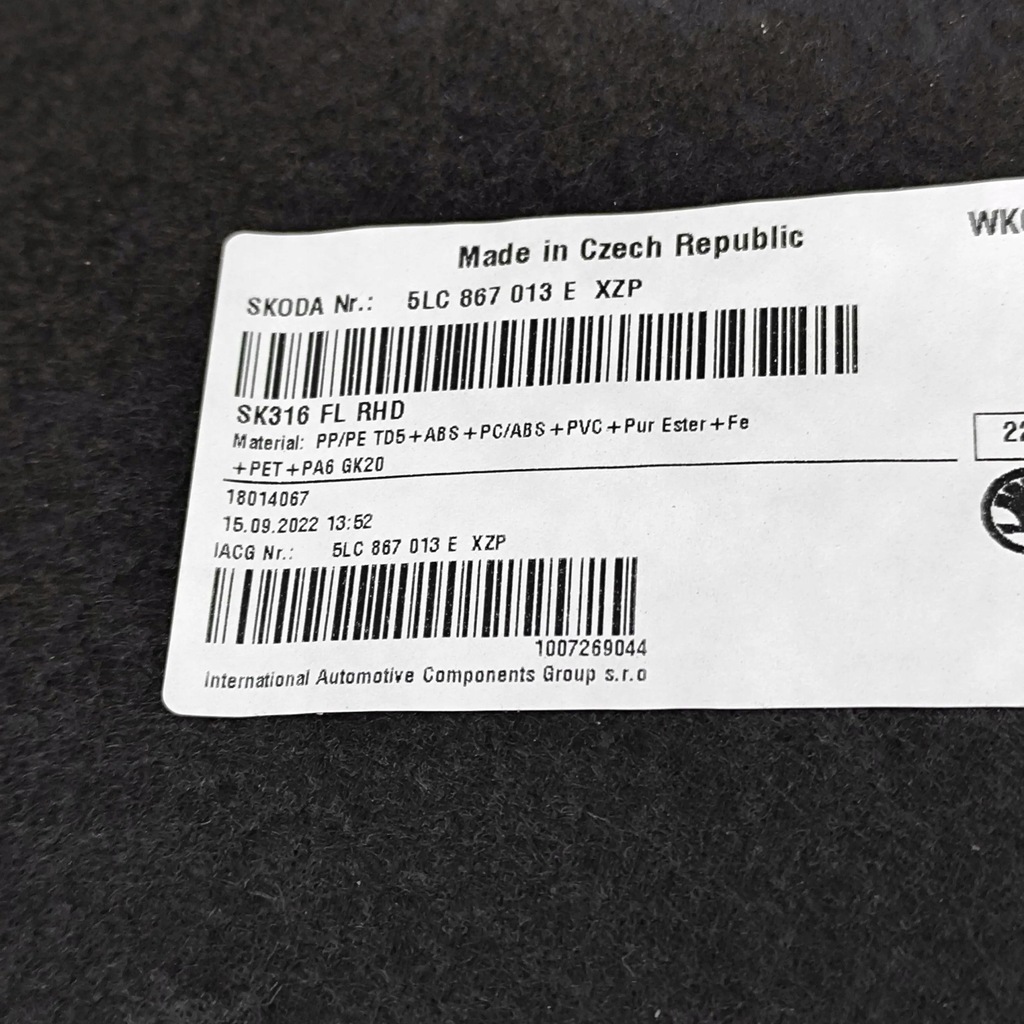 Made in Czech Republic
SKODA Nr.: 5LC 867 013 E XZP
SK316 FL RHD
Material: PP/PE TD5+ABS+PC/ABS+PVC+Pur Ester+Fe
+PET+PA6 GK20
18014067
15.09.2022 13:52
IACG Nr.: 5LC 867 013 E XZP
1007269044
International Automotive Components Group s.r.o